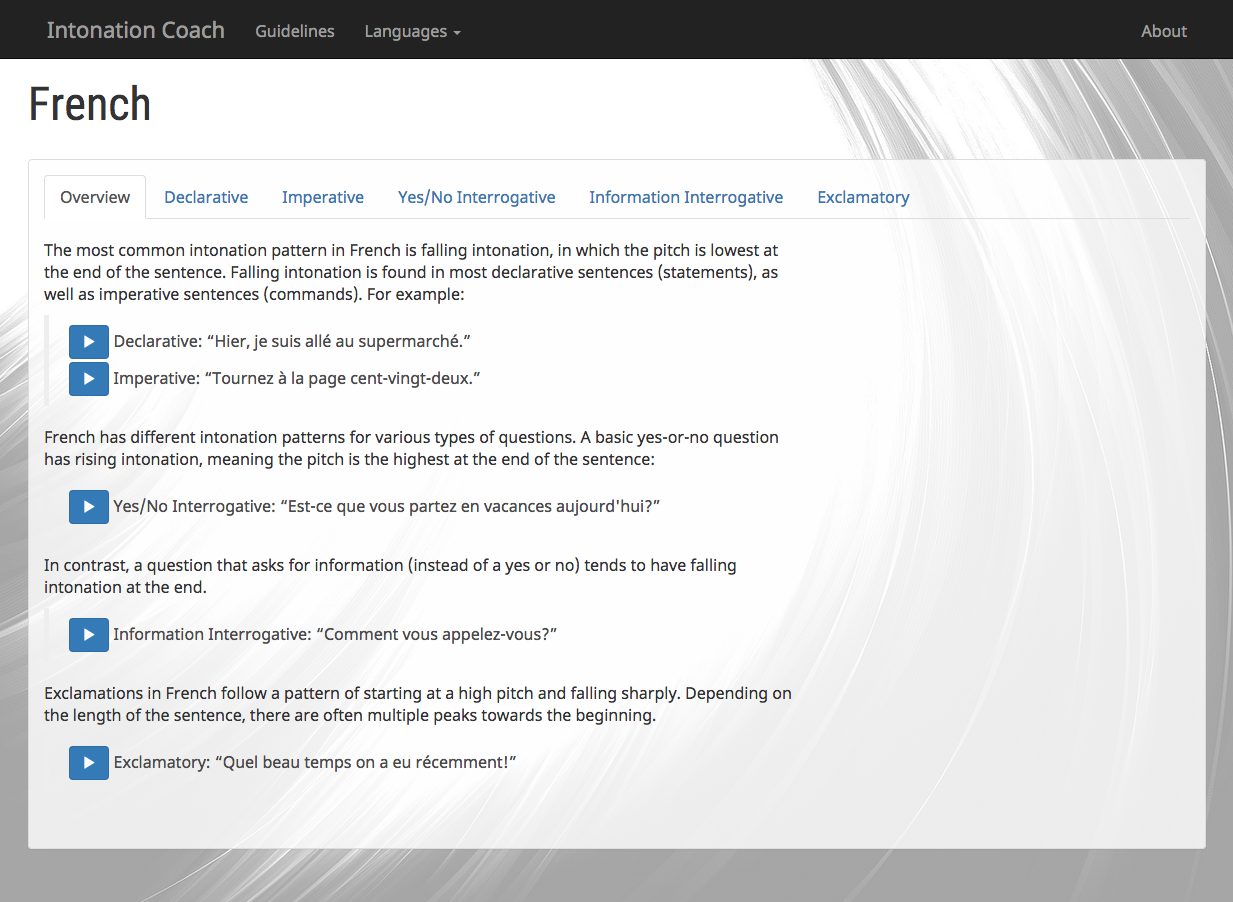 Intonation Coach Guidelines Languages About
French
Overview Declarative Imperative Yes/No Interrogative Information Interrogative Exclamatory
The most common intonation pattern in French is falling intonation, in which the pitch is lowest at
the end of the sentence. Falling intonation is found in most declarative sentences (statements), as
well as imperative sentences (commands). For example:
Declarative: “Hier, je suis allé au supermarché.”
Imperative: “Tournez à la page cent-vingt-deux.”
French has different intonation patterns for various types of questions. A basic yes-or-no question
has rising intonation, meaning the pitch is the highest at the end of the sentence:
Yes/No Interrogative: “Est-ce que vous partez en vacances aujourd'hui?”
In contrast, a question that asks for information (instead of a yes or no) tends to have falling
intonation at the end.
Information Interrogative: “Comment vous appelez-vous?”
Exclamations in French follow a pattern of starting at a high pitch and falling sharply. Depending on
the length of the sentence, there are often multiple peaks towards the beginning.
Exclamatory: “Quel beau temps on a eu récemment!”